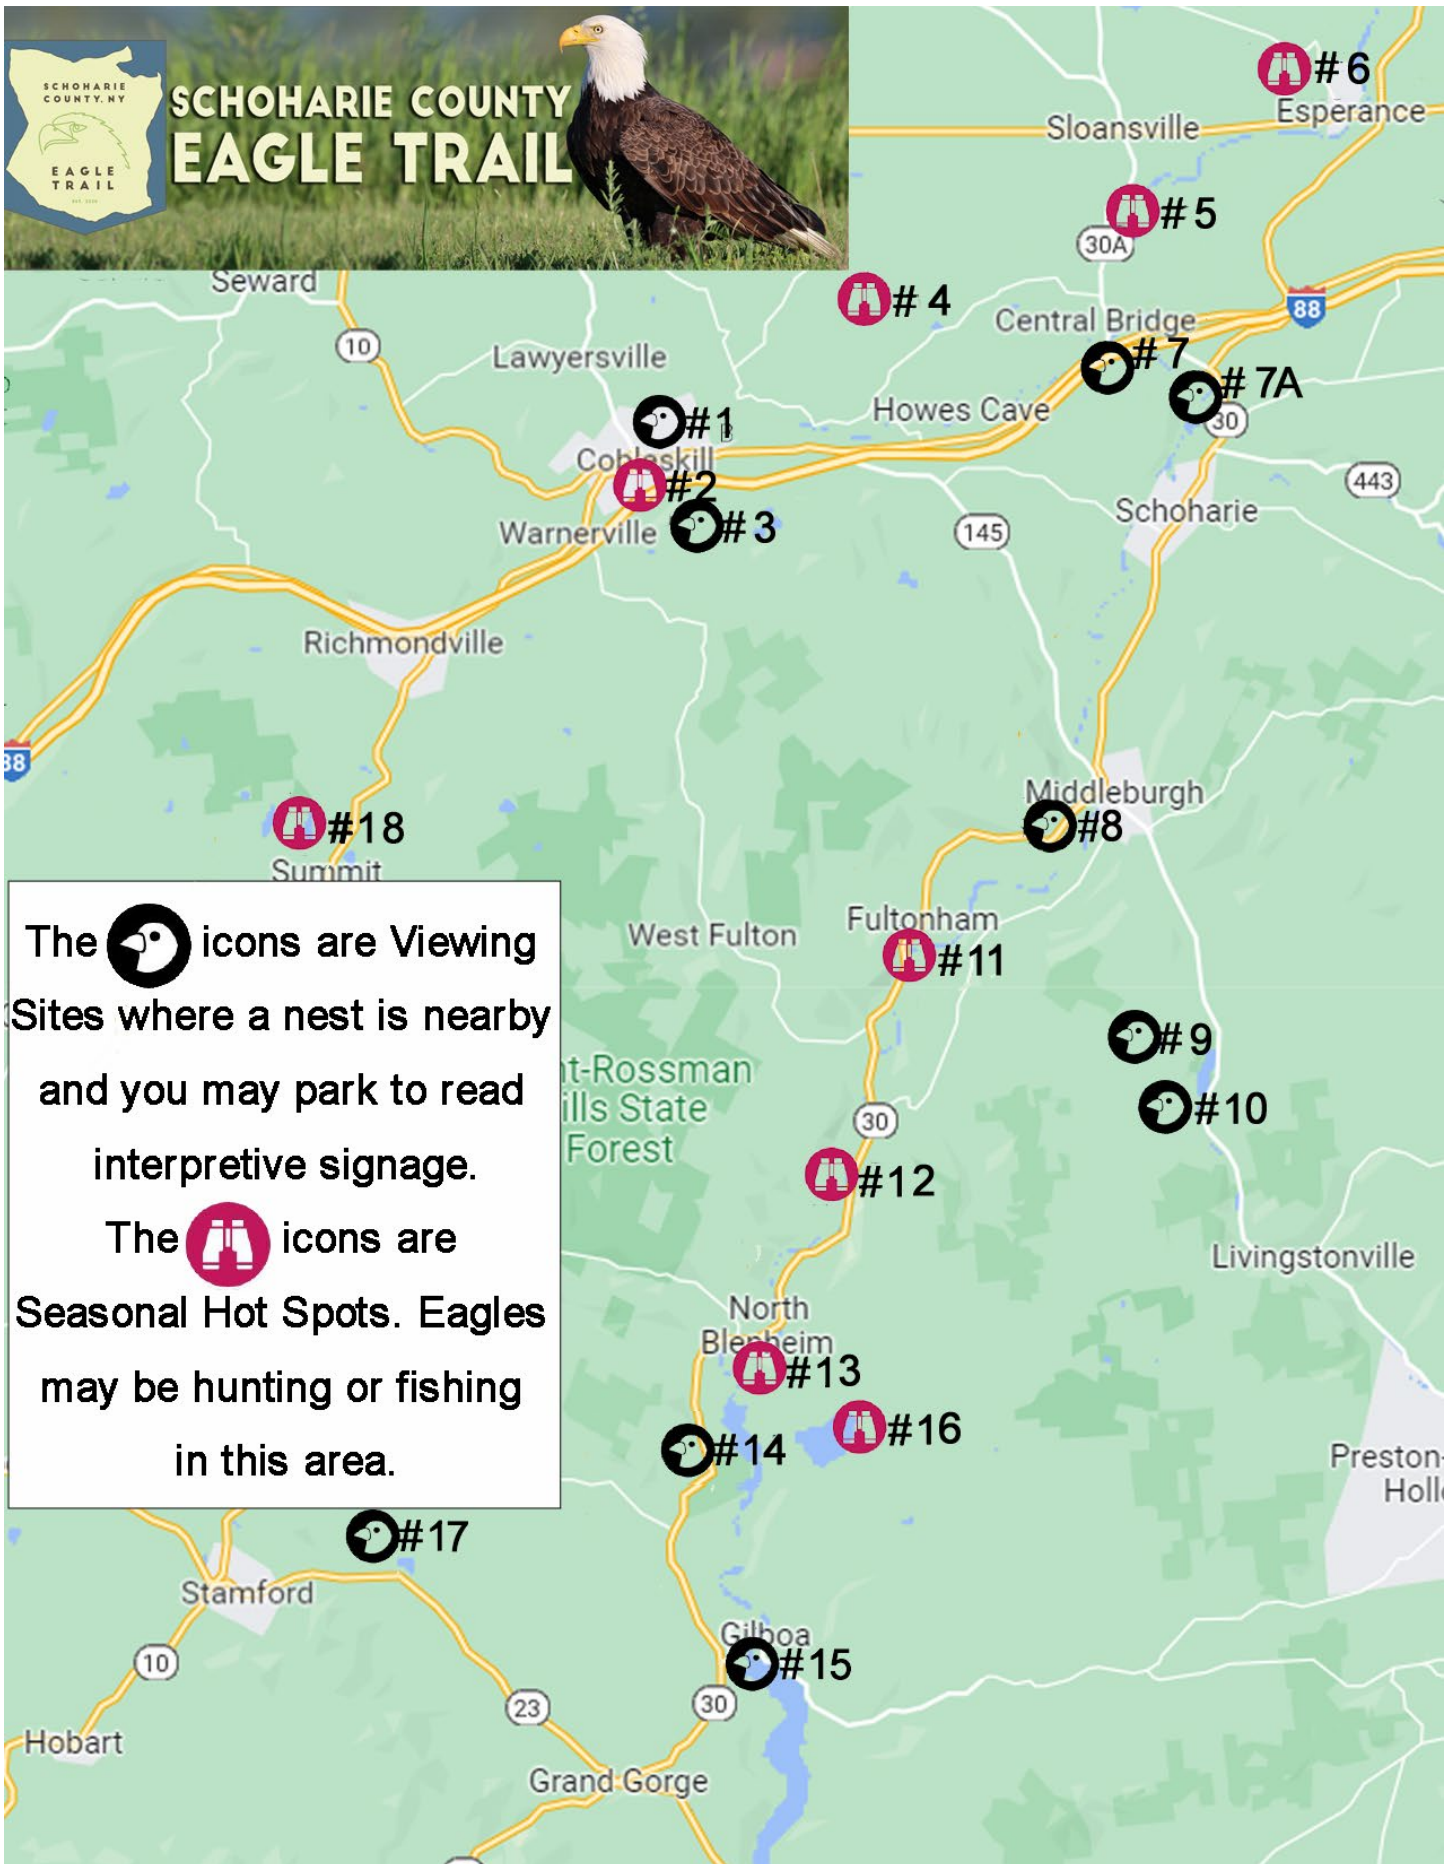 SCHOHARIE
COUNTY, NY
EAGLE
TRAIL
SCHOHARIE COUNTY
EAGLE TRAIL
#6
Esperance
Sloansville
#5
30A
Seward
#4
88
Central Bridge
10
Lawyersville
#7
#7A
Howes Cave
30
#1
Cobleskill
#2
443
Schoharie
Warnerville
#3
145
Richmondville
88
Middleburgh
#8
#18
Summit
Fultonham
West Fulton
#11
The icons are Viewing
Sites where a nest is nearby
and you may park to read
interpretive signage.
The icons are
Seasonal Hot Spots. Eagles
may be hunting or fishing
in this area.
#9
nt-Rossman
ills State
Forest
#10
30
#12
Livingstonville
North
Blenheim
#13
#16
#14
Preston-
Holl
#17
Stamford
Gilboa
#15
10
23
30
Hobart
Grand Gorge